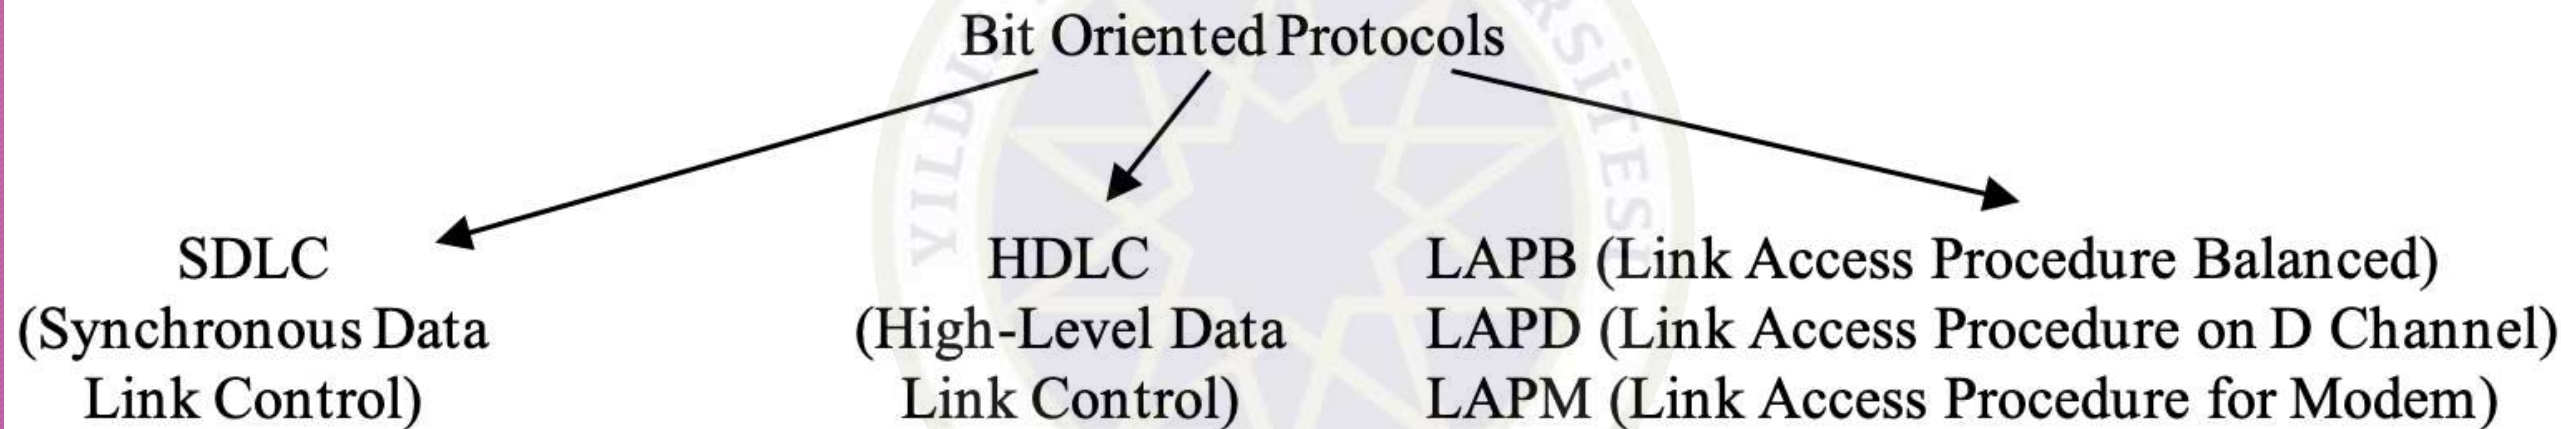 Bit Oriented Protocols
SDLC
(Synchronous Data
Link Control)
HDLC
(High-Level Data
Link Control)
LAPB (Link Access Procedure Balanced)
LAPD (Link Access Procedure on D Channel)
LAPM (Link Access Procedure for Modem)